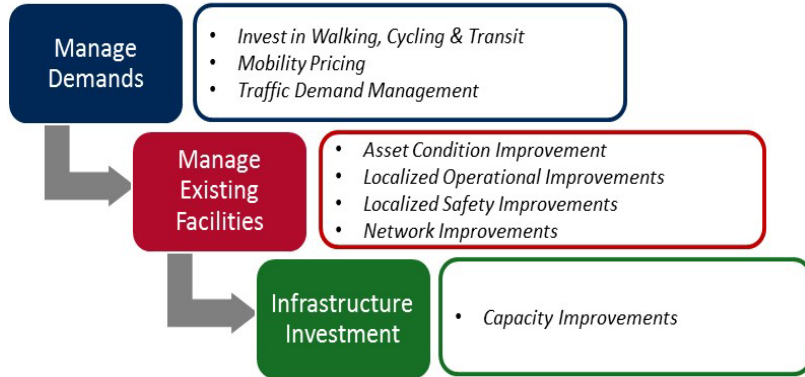 Manage
Demands
• Invest in Walking, Cycling & Transit
• Mobility Pricing
• Traffic Demand Management
Manage
Existing
Facilities
• Asset Condition Improvement
• Localized Operational Improvements
• Localized Safety Improvements
• Network Improvements
Infrastructure
Investment
• Capacity Improvements